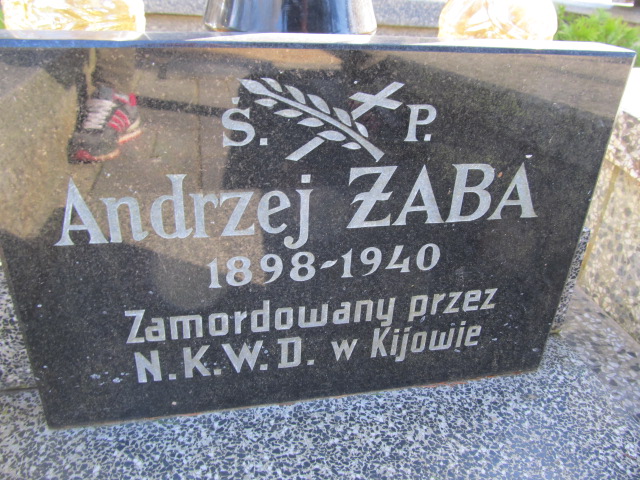 Ś. P.
Andrzej ŻABA
1898-1940
Zamordowany przez
N.K.W.D. w Kijowie